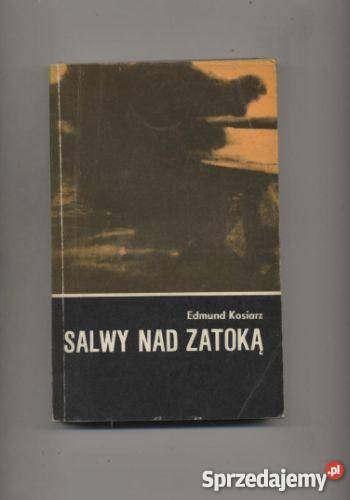 Edmund Kosiarz
SALWY NAD ZATOKĄ
Sprzedajemy.pl